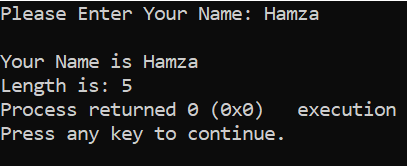 Please Enter Your Name: Hamza
Your Name is Hamza
Length is: 5
Process returned 0 (0x0)   execution
Press any key to continue.